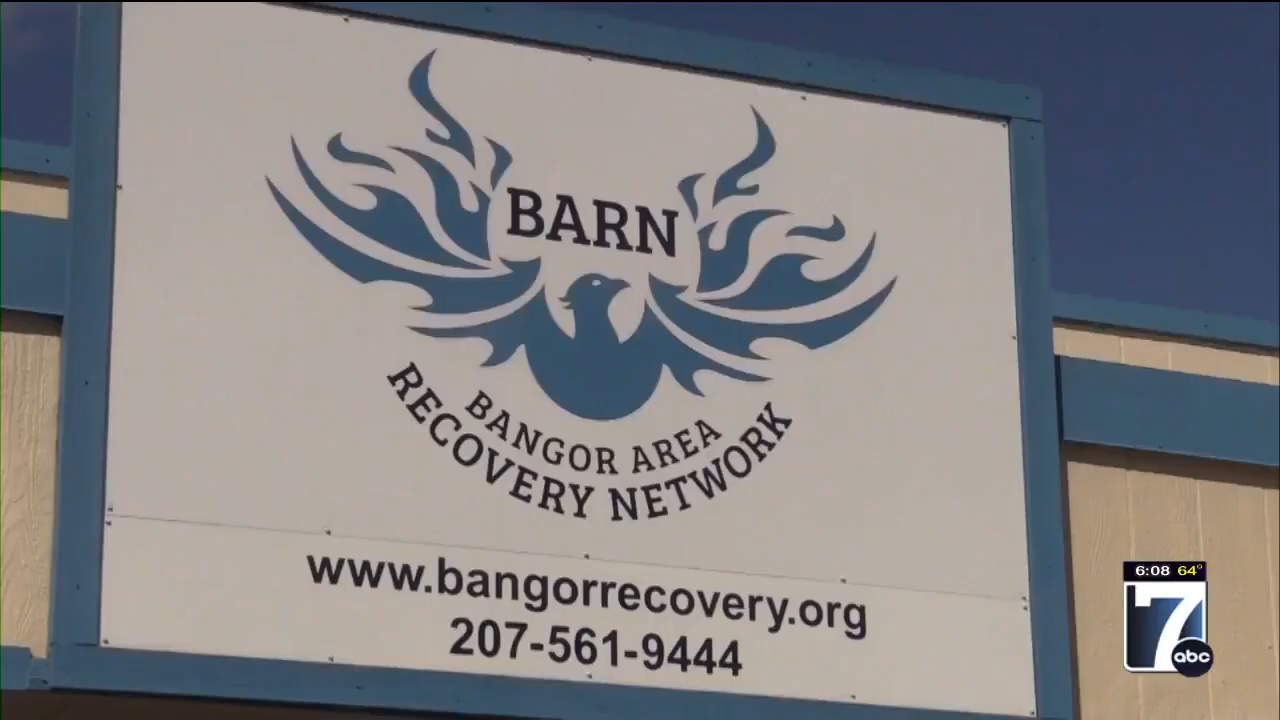 BARN
BANGOR AREA
RECOVERY NETWORK
www.bangorrecovery.org
207-561-9444
6:08 64°
7
abc